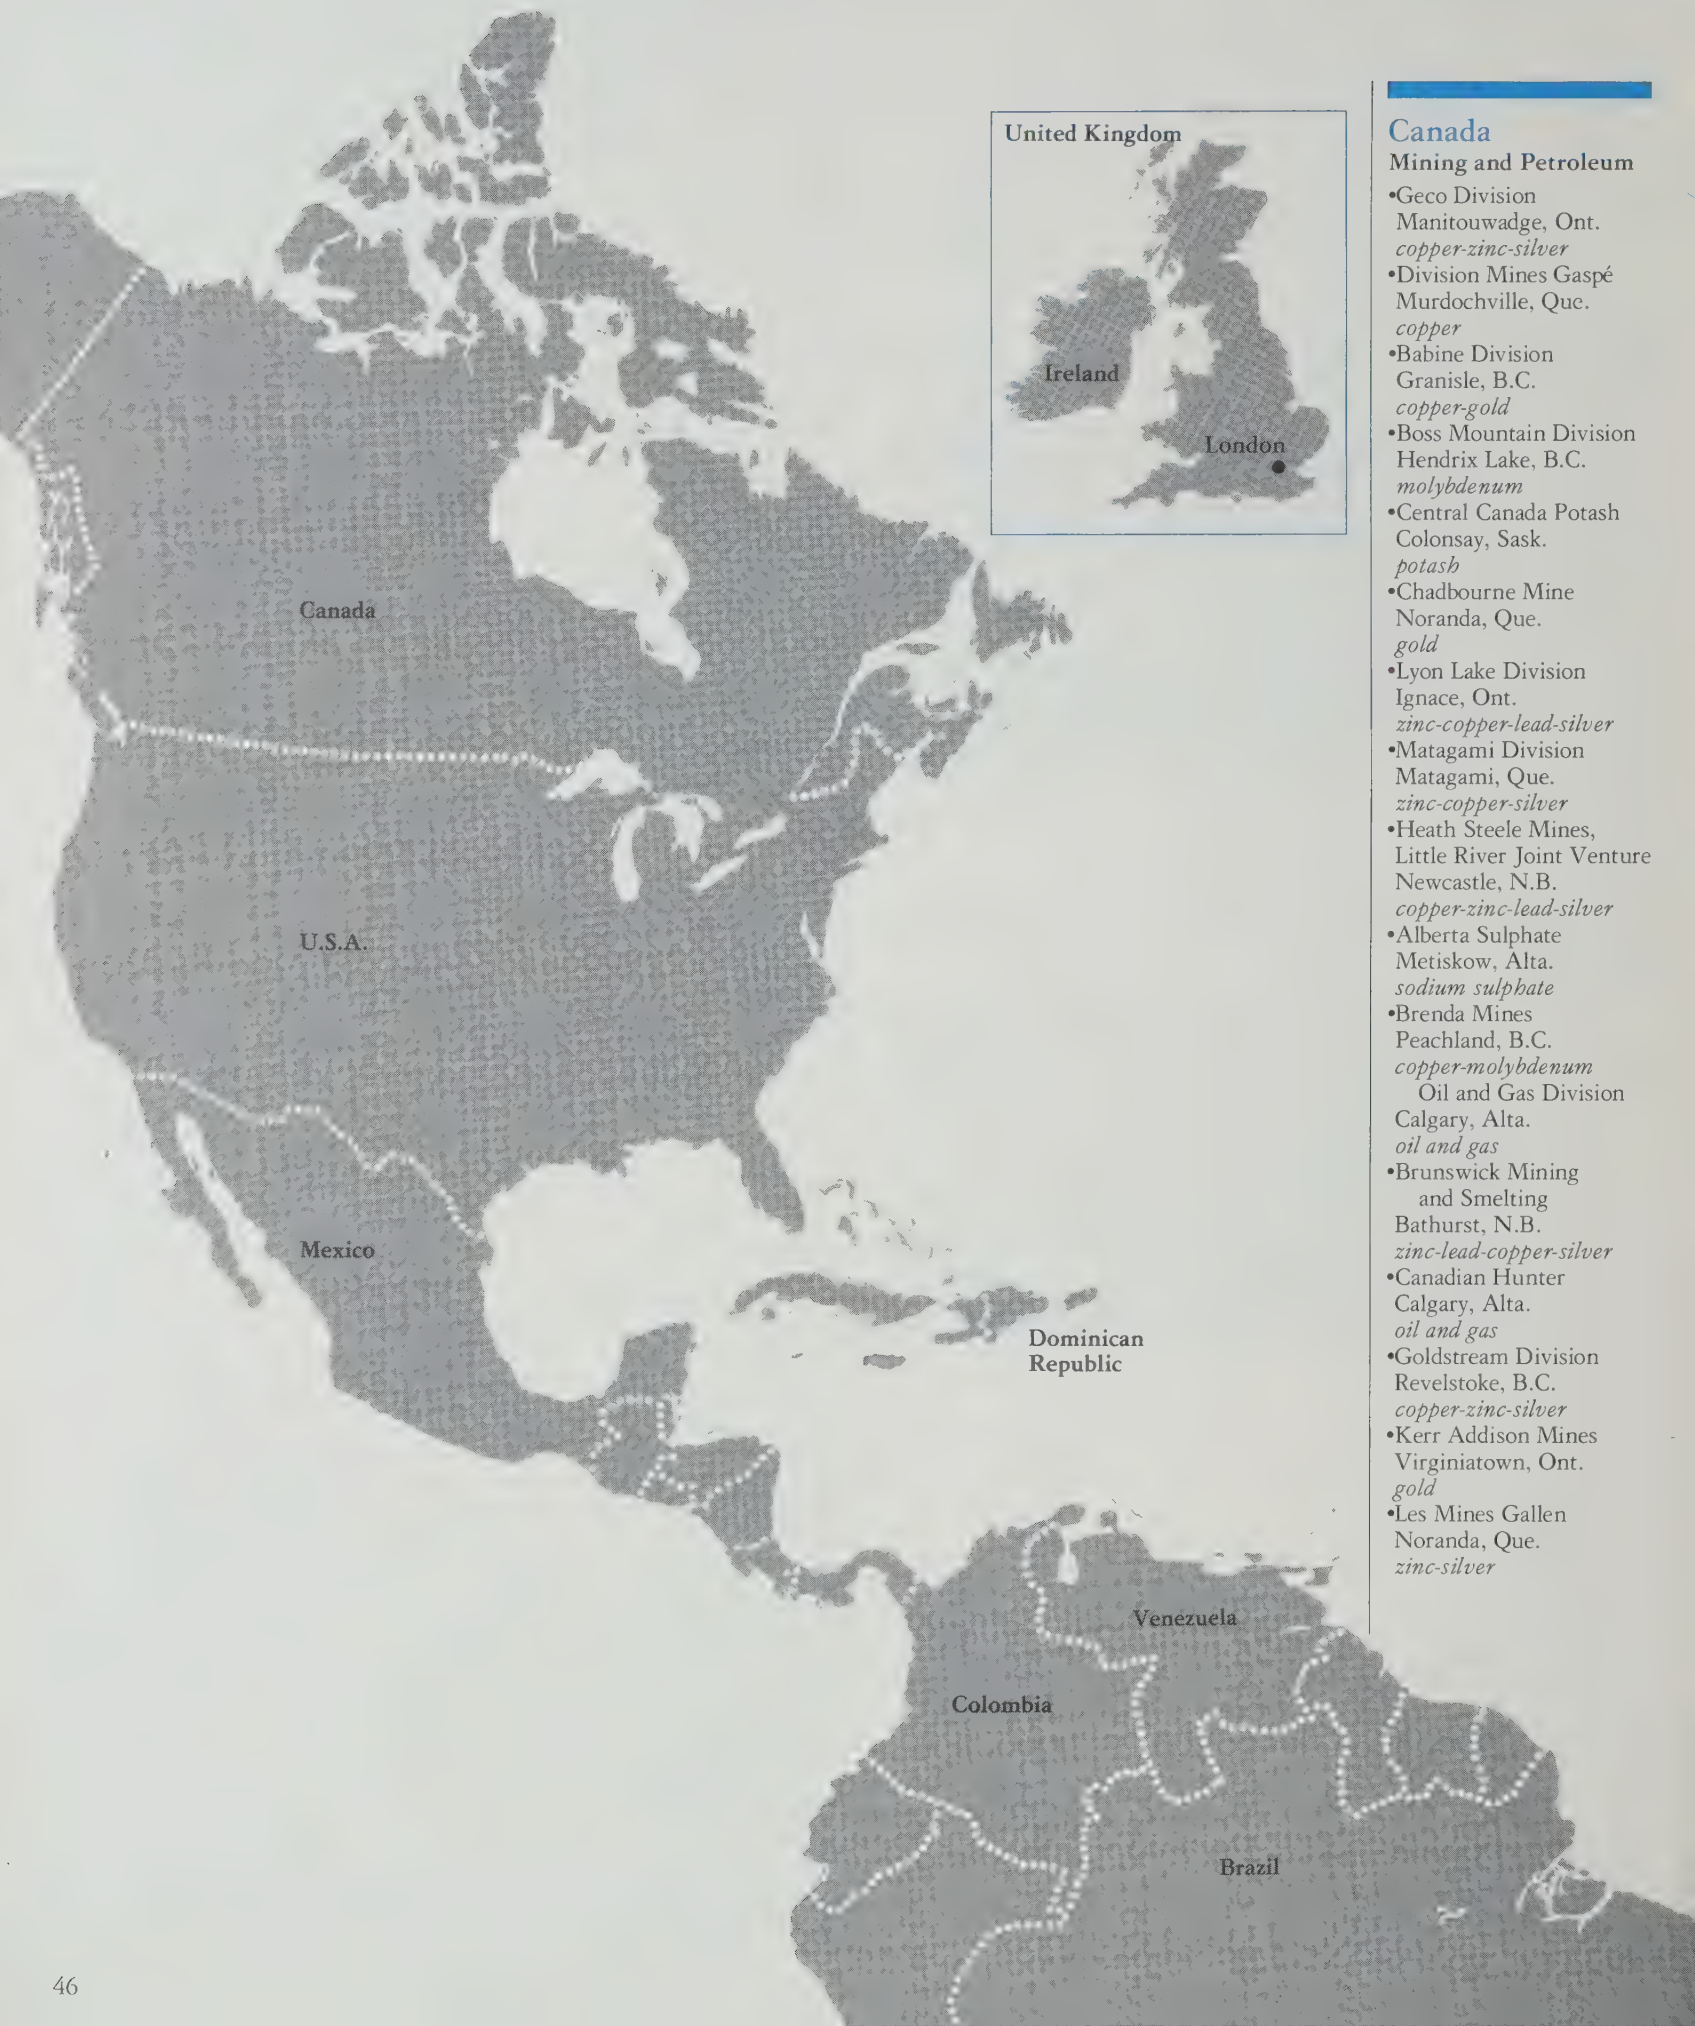 United Kingdom
Ireland
London
Canada
U.S.A.
Mexico
Dominican
Republic
Venezuela
Colombia
Brazil
46
Canada
Mining and Petroleum
•Geco Division
Manitouwadge, Ont.
copper-zinc-silver
•Division Mines Gaspé
Murdochville, Que.
copper
•Babine Division
Granisle, B.C.
copper-gold
•Boss Mountain Division
Hendrix Lake, B.C.
molybdenum
•Central Canada Potash
Colonsay, Sask.
potash
•Chadbourne Mine
Noranda, Que.
gold
•Lyon Lake Division
Ignace, Ont.
zinc-copper-lead-silver
•Matagami Division
Matagami, Que.
zinc-copper-silver
•Heath Steele Mines,
Little River Joint Venture
Newcastle, N.B.
copper-zinc-lead-silver
•Alberta Sulphate
Metiskow, Alta.
sodium sulphate
•Brenda Mines
Peachland, B.C.
copper-molybdenum
Oil and Gas Division
Calgary, Alta.
oil and gas
•Brunswick Mining
and Smelting
Bathurst, N.B.
zinc-lead-copper-silver
•Canadian Hunter
Calgary, Alta.
oil and gas
•Goldstream Division
Revelstoke, B.C.
copper-zinc-silver
•Kerr Addison Mines
Virginiatown, Ont.
gold
•Les Mines Gallen
Noranda, Que.
zinc-silver